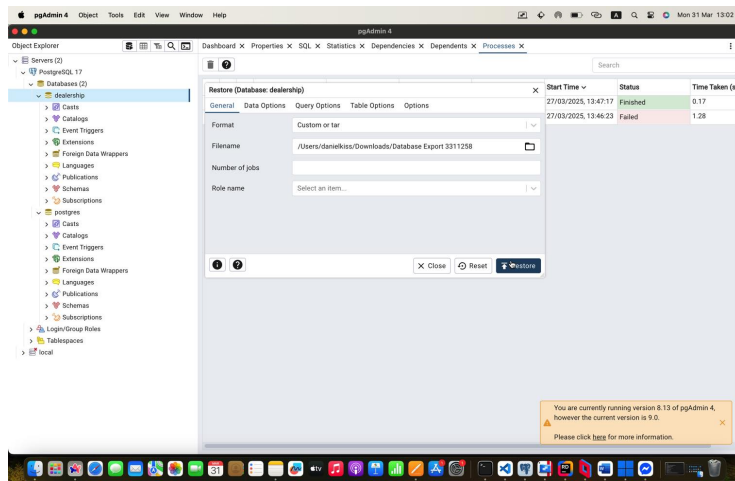 pgAdmin 4 Object Tools Edit View Window Help
Mon 31 Mar 13:02
pgAdmin 4
Object Explorer
Dashboard Properties SQL Statistics Dependencies Dependents Processes
Servers (2)
Search
PostgreSQL 17
Databases (2)
Restore (Database: dealership)
Start Time Status Time Taken (s
dealership
General Data Options Query Options Table Options Options
27/03/2025, 13:47:17 Finished 0.17
Casts
Catalogs
27/03/2025, 13:46:23 Failed 1.28
Format Custom or tar
Event Triggers
Extensions
Filename /Users/danielkiss/Downloads/Database Export 3311258
Foreign Data Wrappers
Languages
Number of jobs
Publications
Schemas
Role name Select an item...
Subscriptions
postgres
Casts
Catalogs
Event Triggers
Extensions
Close Reset Restore
Foreign Data Wrappers
Languages
Publications
Schemas
Subscriptions
Login/Group Roles
Tablespaces
local
You are currently running version 8.13 of pgAdmin 4,
however the current version is 9.0.
Please click here for more information.
31
tv